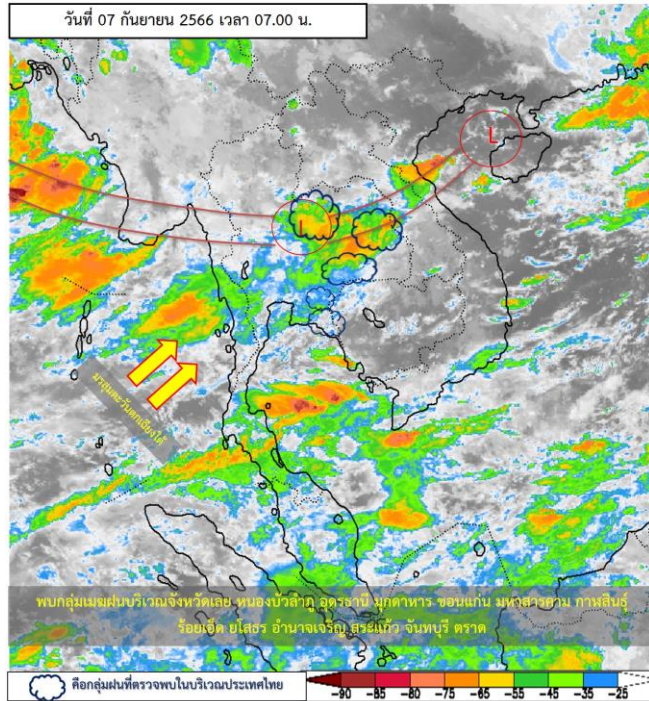 วันที่ 07 กันยายน 2566 เวลา 07.00 น.
L
L
มรสุมตะวันตกเฉียงใต้
พบกลุ่มเมฆฝนบริเวณจังหวัดเลย หนองบัวลำภู อุดรธานี มุกดาหาร ขอนแก่น มหาสารคาม กาฬสินธุ์
ร้อยเอ็ด ยโสธร อำนาจเจริญ สระแก้ว จันทบุรี ตราด
คือกลุ่มฝนที่ตรวจพบในบริเวณประเทศไทย
-90 -85 -80 -75 -65 -55 -45 -35 -25